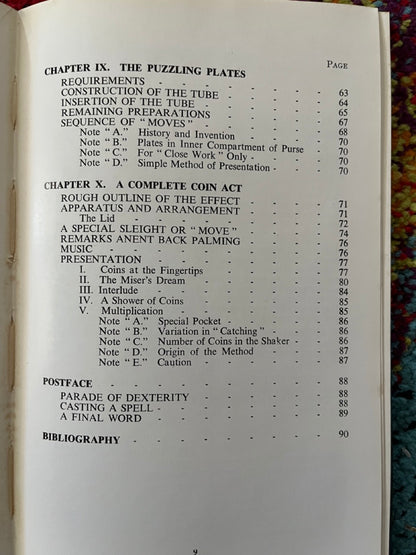 PAGE
CHAPTER IX. THE PUZZLING PLATES
REQUIREMENTS - - - - - - - 63
CONSTRUCTION OF THE TUBE - - - - - 64
INSERTION OF THE TUBE - - - - - - 65
REMAINING PREPARATIONS - - - - - 67
SEQUENCE OF "MOVES" - - - - - - 68
Note "A." History and Invention - - - - 70
Note "B." Plates in Inner Compartment of Purse - 70
Note "C." For "Close Work" Only - - - - 70
Note "D." Simple Method of Presentation - - - 70
CHAPTER X. A COMPLETE COIN ACT
ROUGH OUTLINE OF THE EFFECT - - - - 71
APPARATUS AND ARRANGEMENT - - - - 71
The Lid - - - - - - - 72
A SPECIAL SLEIGHT OR "MOVE" - - - - 74
REMARKS ANENT BACK PALMING - - - - 76
MUSIC - - - - - - - - 76
PRESENTATION - - - - - - - 77
I. Coins at the Fingertips - - - - - 77
II. The Miser's Dream - - - - - 80
III. Interlude - - - - - - - 84
IV. A Shower of Coins - - - - - 85
V. Multiplication - - - - - - 85
Note "A." Special Pocket - - - - 86
Note "B." Variation in "Catching" - - - 86
Note "C." Number of Coins in the Shaker - - 86
Note "D." Origin of the Method - - - 87
Note "E." Caution - - - - - 87
POSTFACE - - - - - - - - 88
PARADE OF DEXTERITY - - - - - - 88
CASTING A SPELL - - - - - - - 88
A FINAL WORD - - - - - - - 89
BIBLIOGRAPHY - - - - - - - 90
9